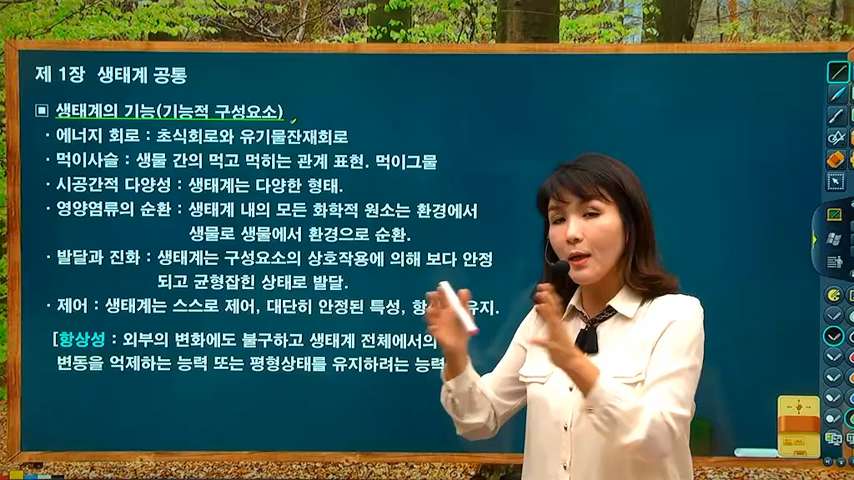 제 1장 생태계 공통
▣ 생태계의 기능(기능적 구성요소)
· 에너지 회로 : 초식회로와 유기물잔재회로
· 먹이사슬 : 생물 간의 먹고 먹히는 관계 표현. 먹이그물
· 시공간적 다양성 : 생태계는 다양한 형태.
· 영양염류의 순환 : 생태계 내의 모든 화학적 원소는 환경에서
생물로 생물에서 환경으로 순환.
· 발달과 진화 : 생태계는 구성요소의 상호작용에 의해 보다 안정
되고 균형잡힌 상태로 발달.
· 제어 : 생태계는 스스로 제어, 대단히 안정된 특성, 유지.
[항상성 : 외부의 변화에도 불구하고 생태계 전체에서의
변동을 억제하는 능력 또는 평형상태를 유지하려는 능력